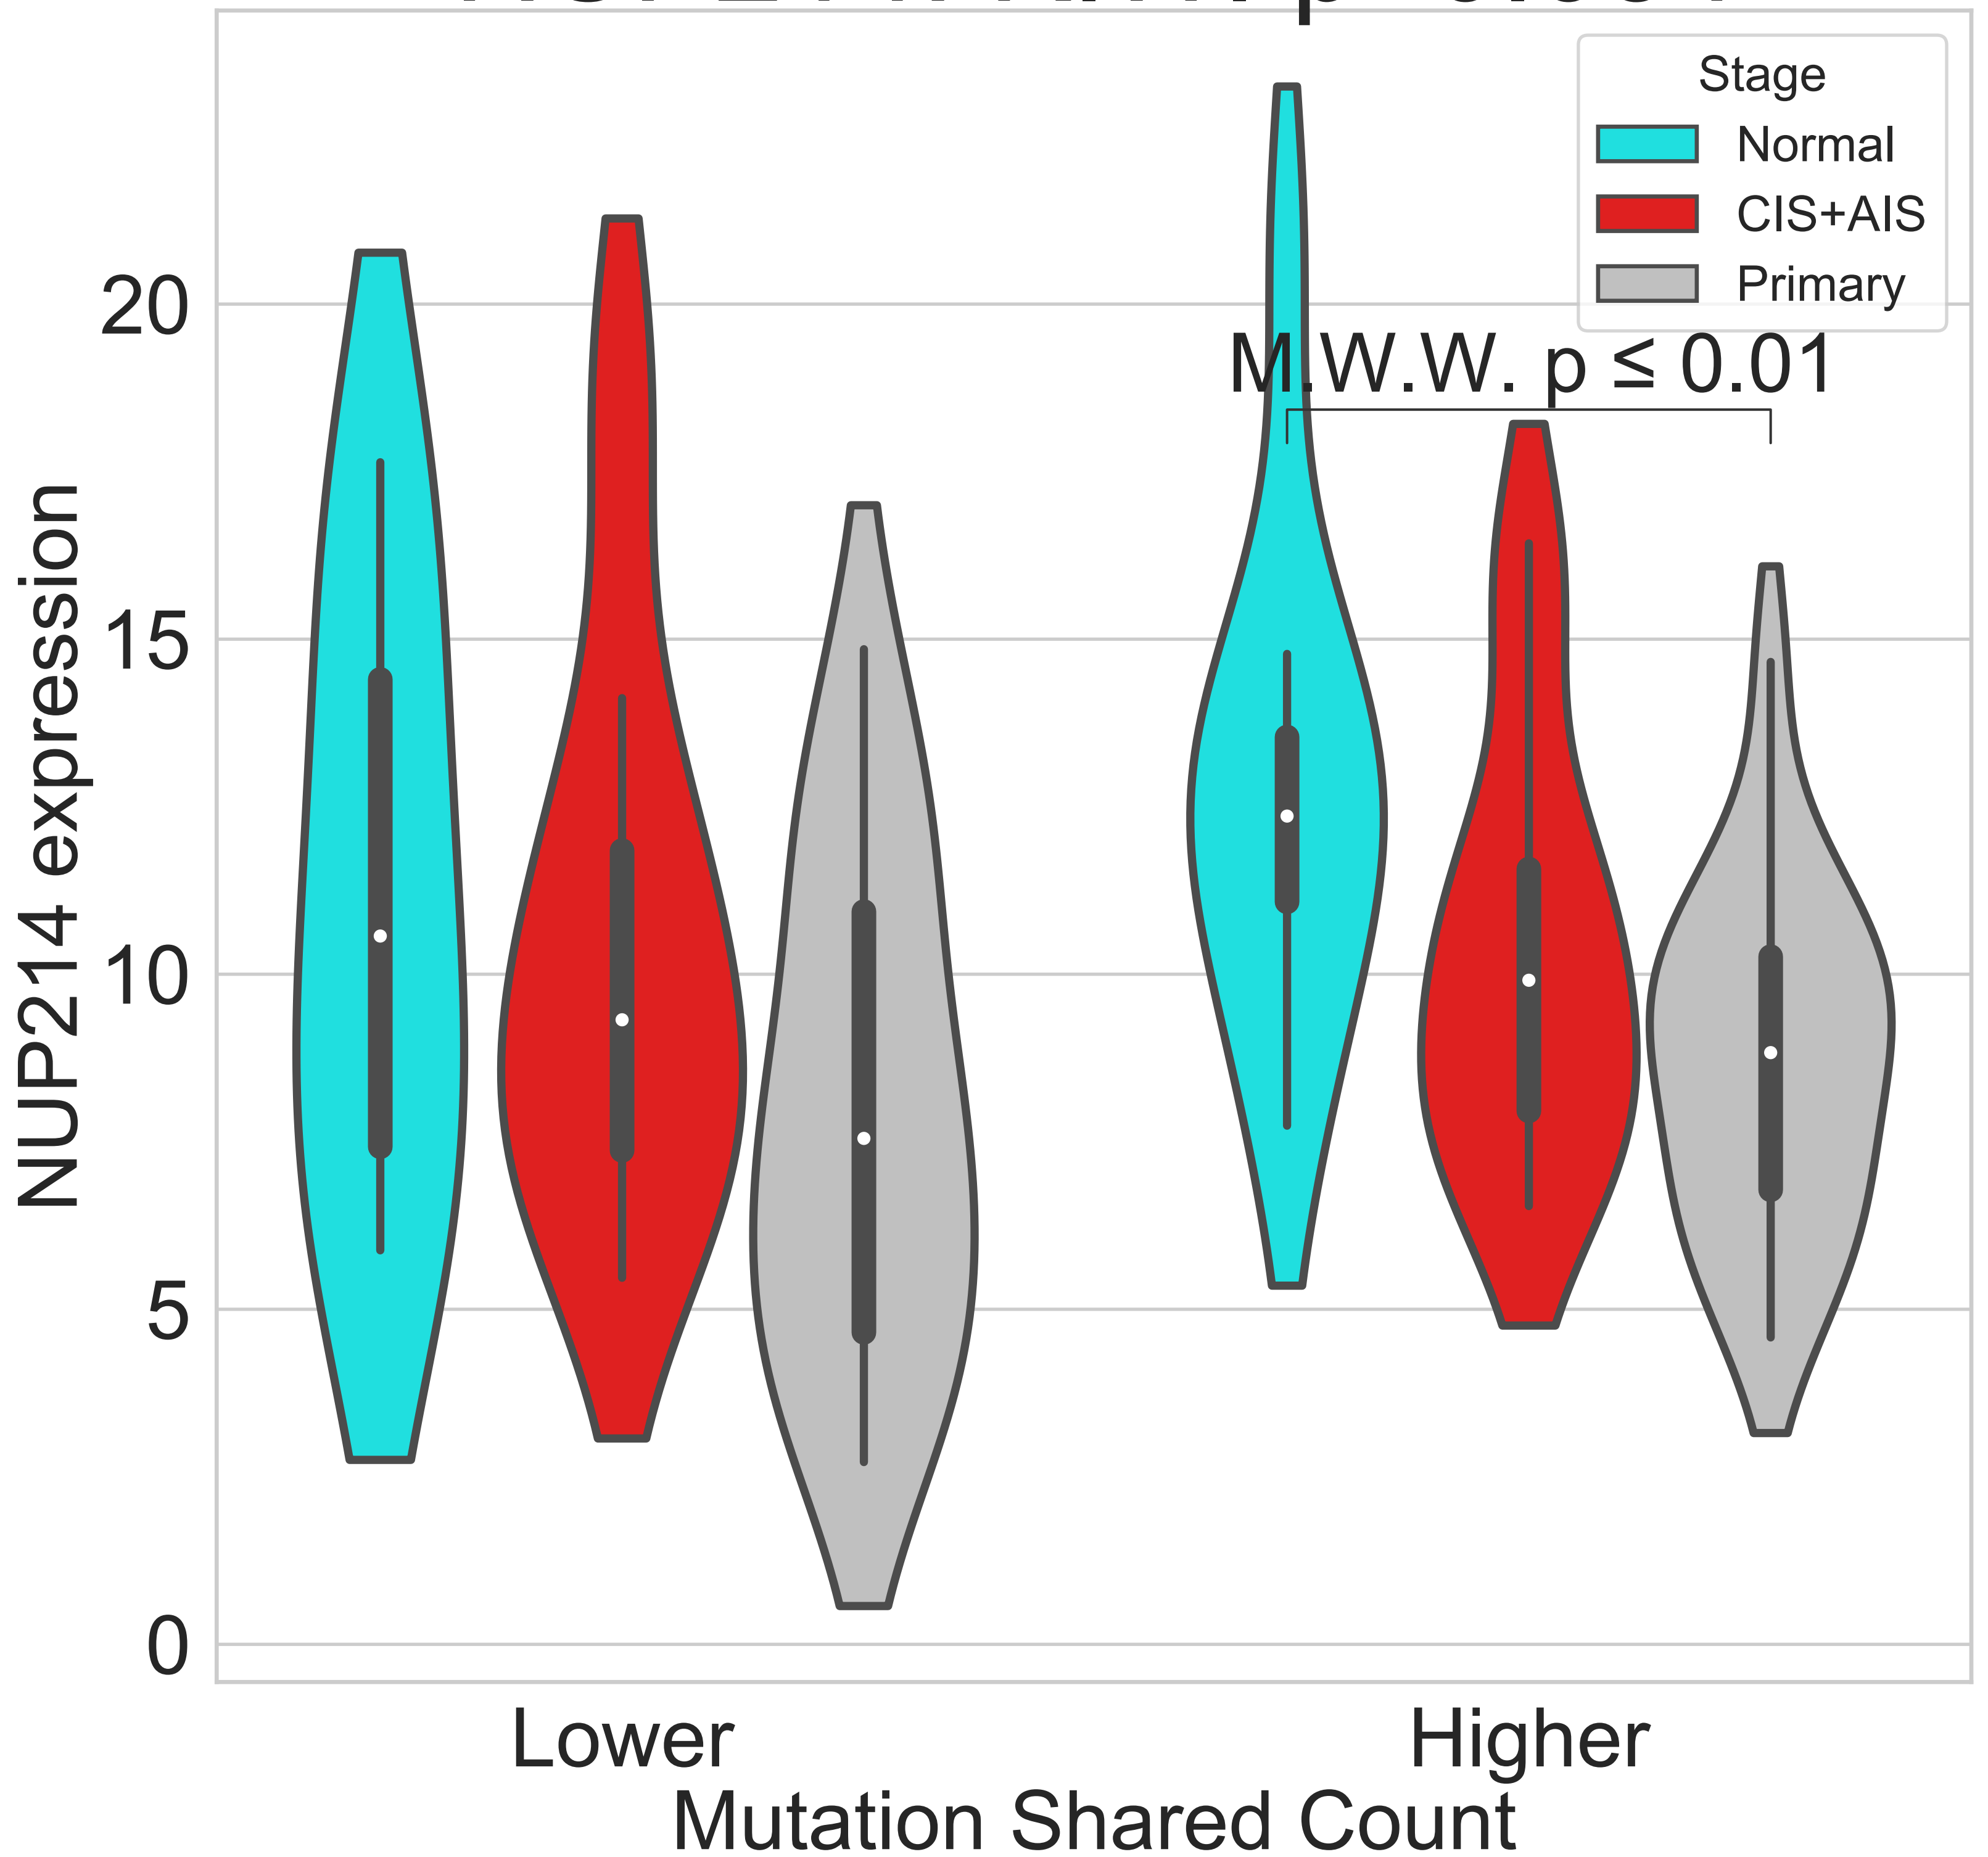 Stage
Normal
CIS+AIS
Primary
M.W.W. p ≤ 0.01
NUP214 expression
20
15
10
5
0
Lower
Higher
Mutation Shared Count